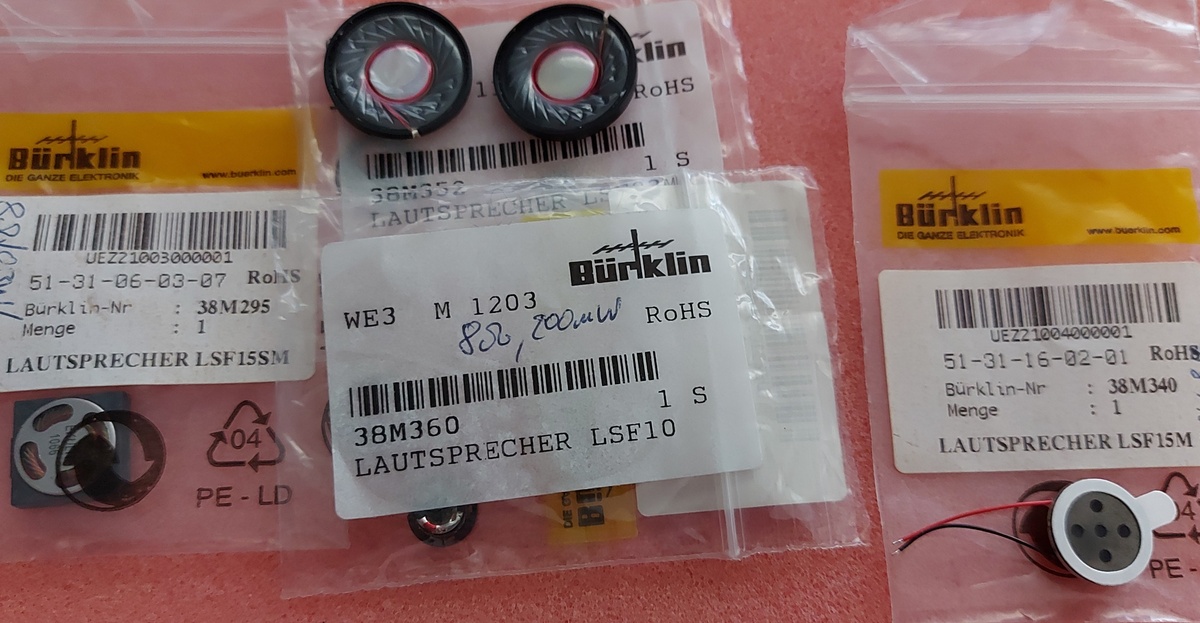 Bürklin
DIE GANZE ELEKTRONIK www.buerklin.com
UEZ21003000001
51-31-06-03-07 RoHS
Bürklin-Nr : 38M295
Menge : 1
LAUTSPRECHER LSF15SM
04
PE-LD
RoHS
1 S
38M352
LAUTSPRECHER
Bürklin
WE3 M 1203 RoHS
8Ω, 200mW
1 S
38M360
LAUTSPRECHER LSF10
Bürklin
DIE GANZE ELEKTRONIK www.buerklin.com
UEZ21004000001
51-31-16-02-01 RoHS
Bürklin-Nr : 38M340
Menge : 1
LAUTSPRECHER LSF15M
04
PE-